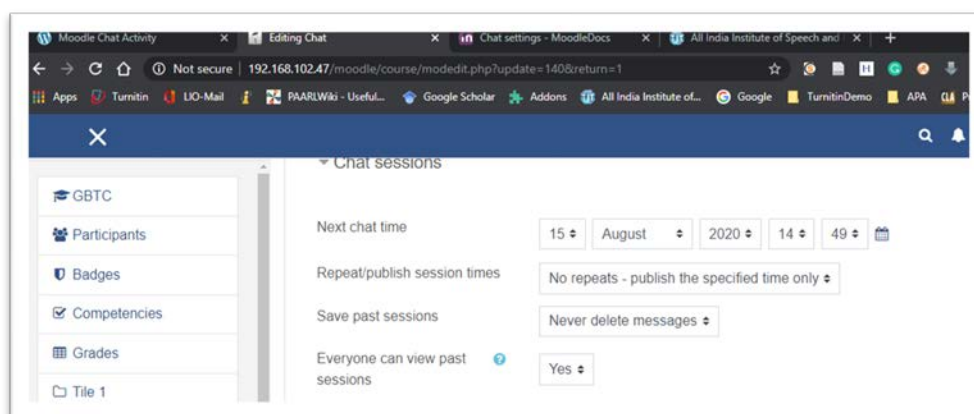 Moodle Chat Activity
Editing Chat
Chat settings - MoodleDocs
All India Institute of Speech and
Not secure | 192.168.102.47/moodle/course/modedit.php?update=140&return=1
Apps Turnitin LIO-Mail PAARLWiki - Useful... Google Scholar Addons All India Institute of... Google TurnitinDemo APA
Chat sessions
GBTC
Participants
Badges
Competencies
Grades
Tile 1
Next chat time 15 August 2020 14 49
Repeat/publish session times No repeats - publish the specified time only
Save past sessions Never delete messages
Everyone can view past
sessions Yes